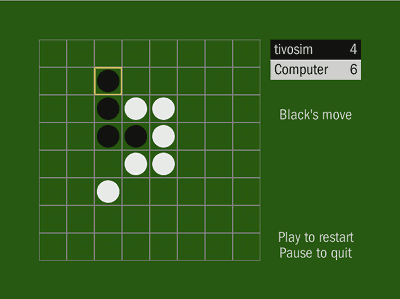 tivosim 4
Computer 6
Black's move
Play to restart
Pause to quit